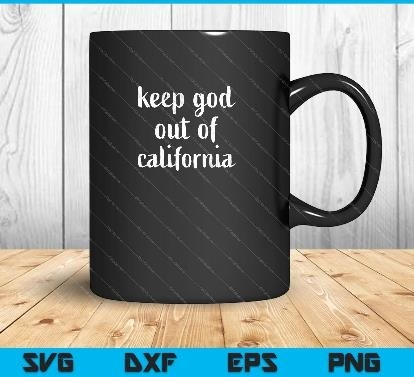 keep god
out of
california
SVG DXF EPS PNG